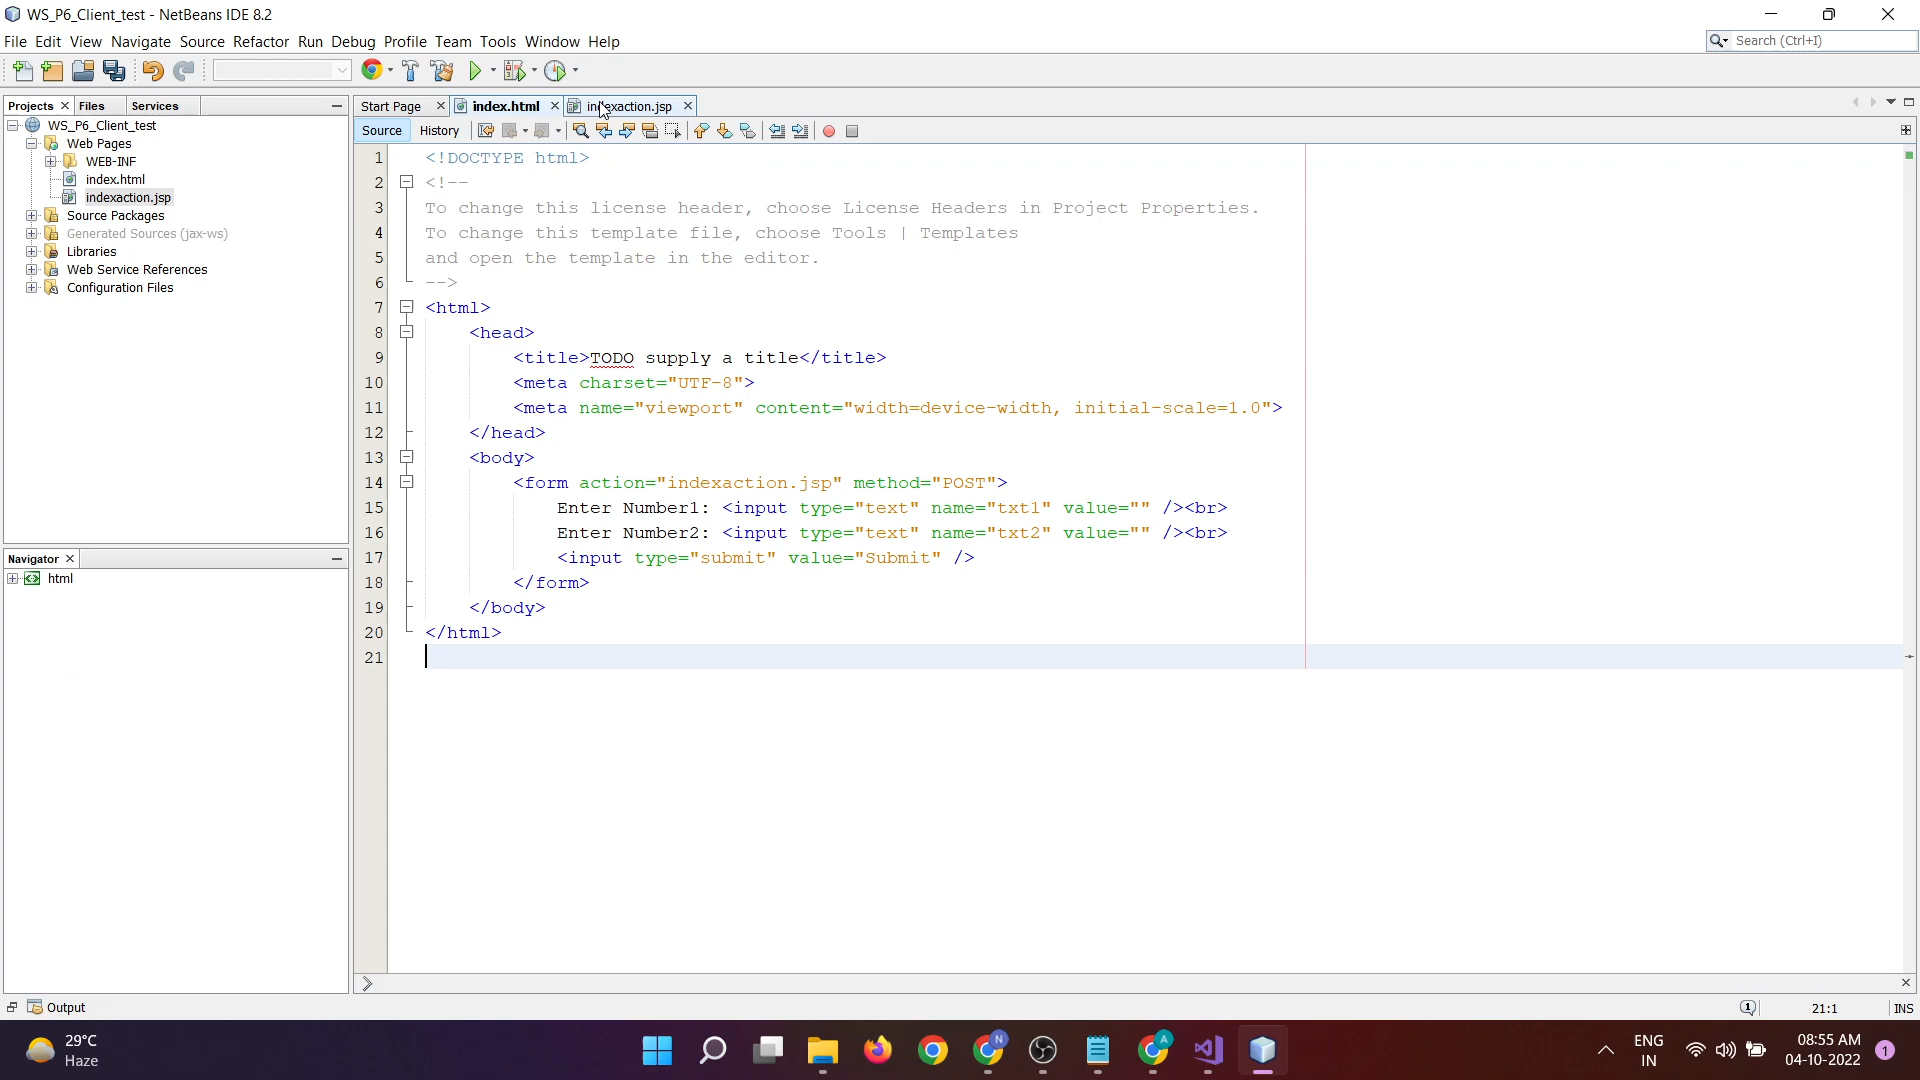 WS_P6_Client_test - NetBeans IDE 8.2
File Edit View Navigate Source Refactor Run Debug Profile Team Tools Window Help
Search (Ctrl+I)
Projects Files Services
Start Page index.html indexaction.jsp
Source History
WS_P6_Client_test
Web Pages
WEB-INF
index.html
indexaction.jsp
Source Packages
Generated Sources (jax-ws)
Libraries
Web Service References
Configuration Files
Navigator
html
1 <!DOCTYPE html>
2 <!--
3 To change this license header, choose License Headers in Project Properties.
4 To change this template file, choose Tools | Templates
5 and open the template in the editor.
6 -->
7 <html>
8 <head>
9 <title>TODO supply a title</title>
10 <meta charset="UTF-8">
11 <meta name="viewport" content="width=device-width, initial-scale=1.0">
12 </head>
13 <body>
14 <form action="indexaction.jsp" method="POST">
15 Enter Number1: <input type="text" name="txt1" value="" /><br>
16 Enter Number2: <input type="text" name="txt2" value="" /><br>
17 <input type="submit" value="Submit" />
18 </form>
19 </body>
20 </html>
21
Output
1
21:1
INS
29°C
Haze
N
A
ENG
IN
08:55 AM
04-10-2022
1